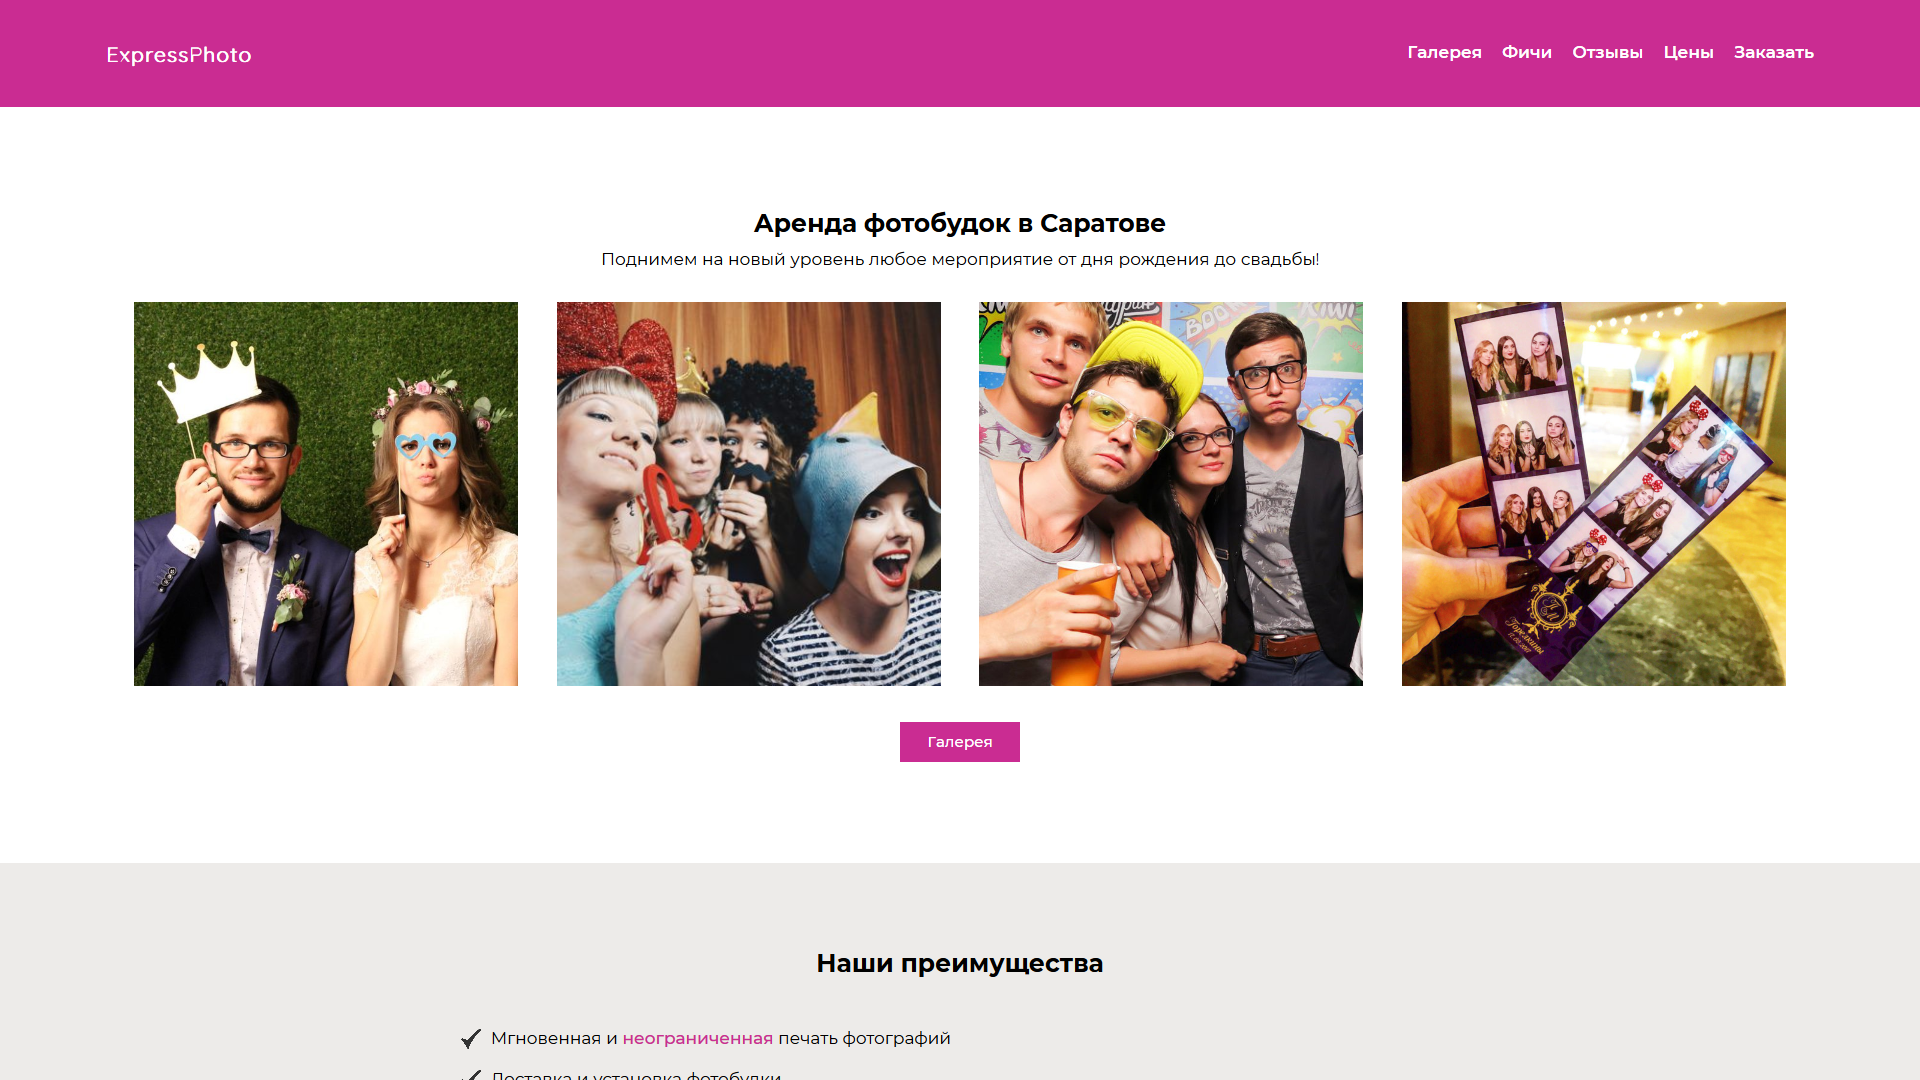 ExpressPhoto
Галерея Фичи Отзывы Цены Заказать
Аренда фотобудок в Саратове
Поднимем на новый уровень любое мероприятие от дня рождения до свадьбы!
Галерея
Наши преимущества
Мгновенная и неограниченная печать фотографий
Доставка и установка фотобудки